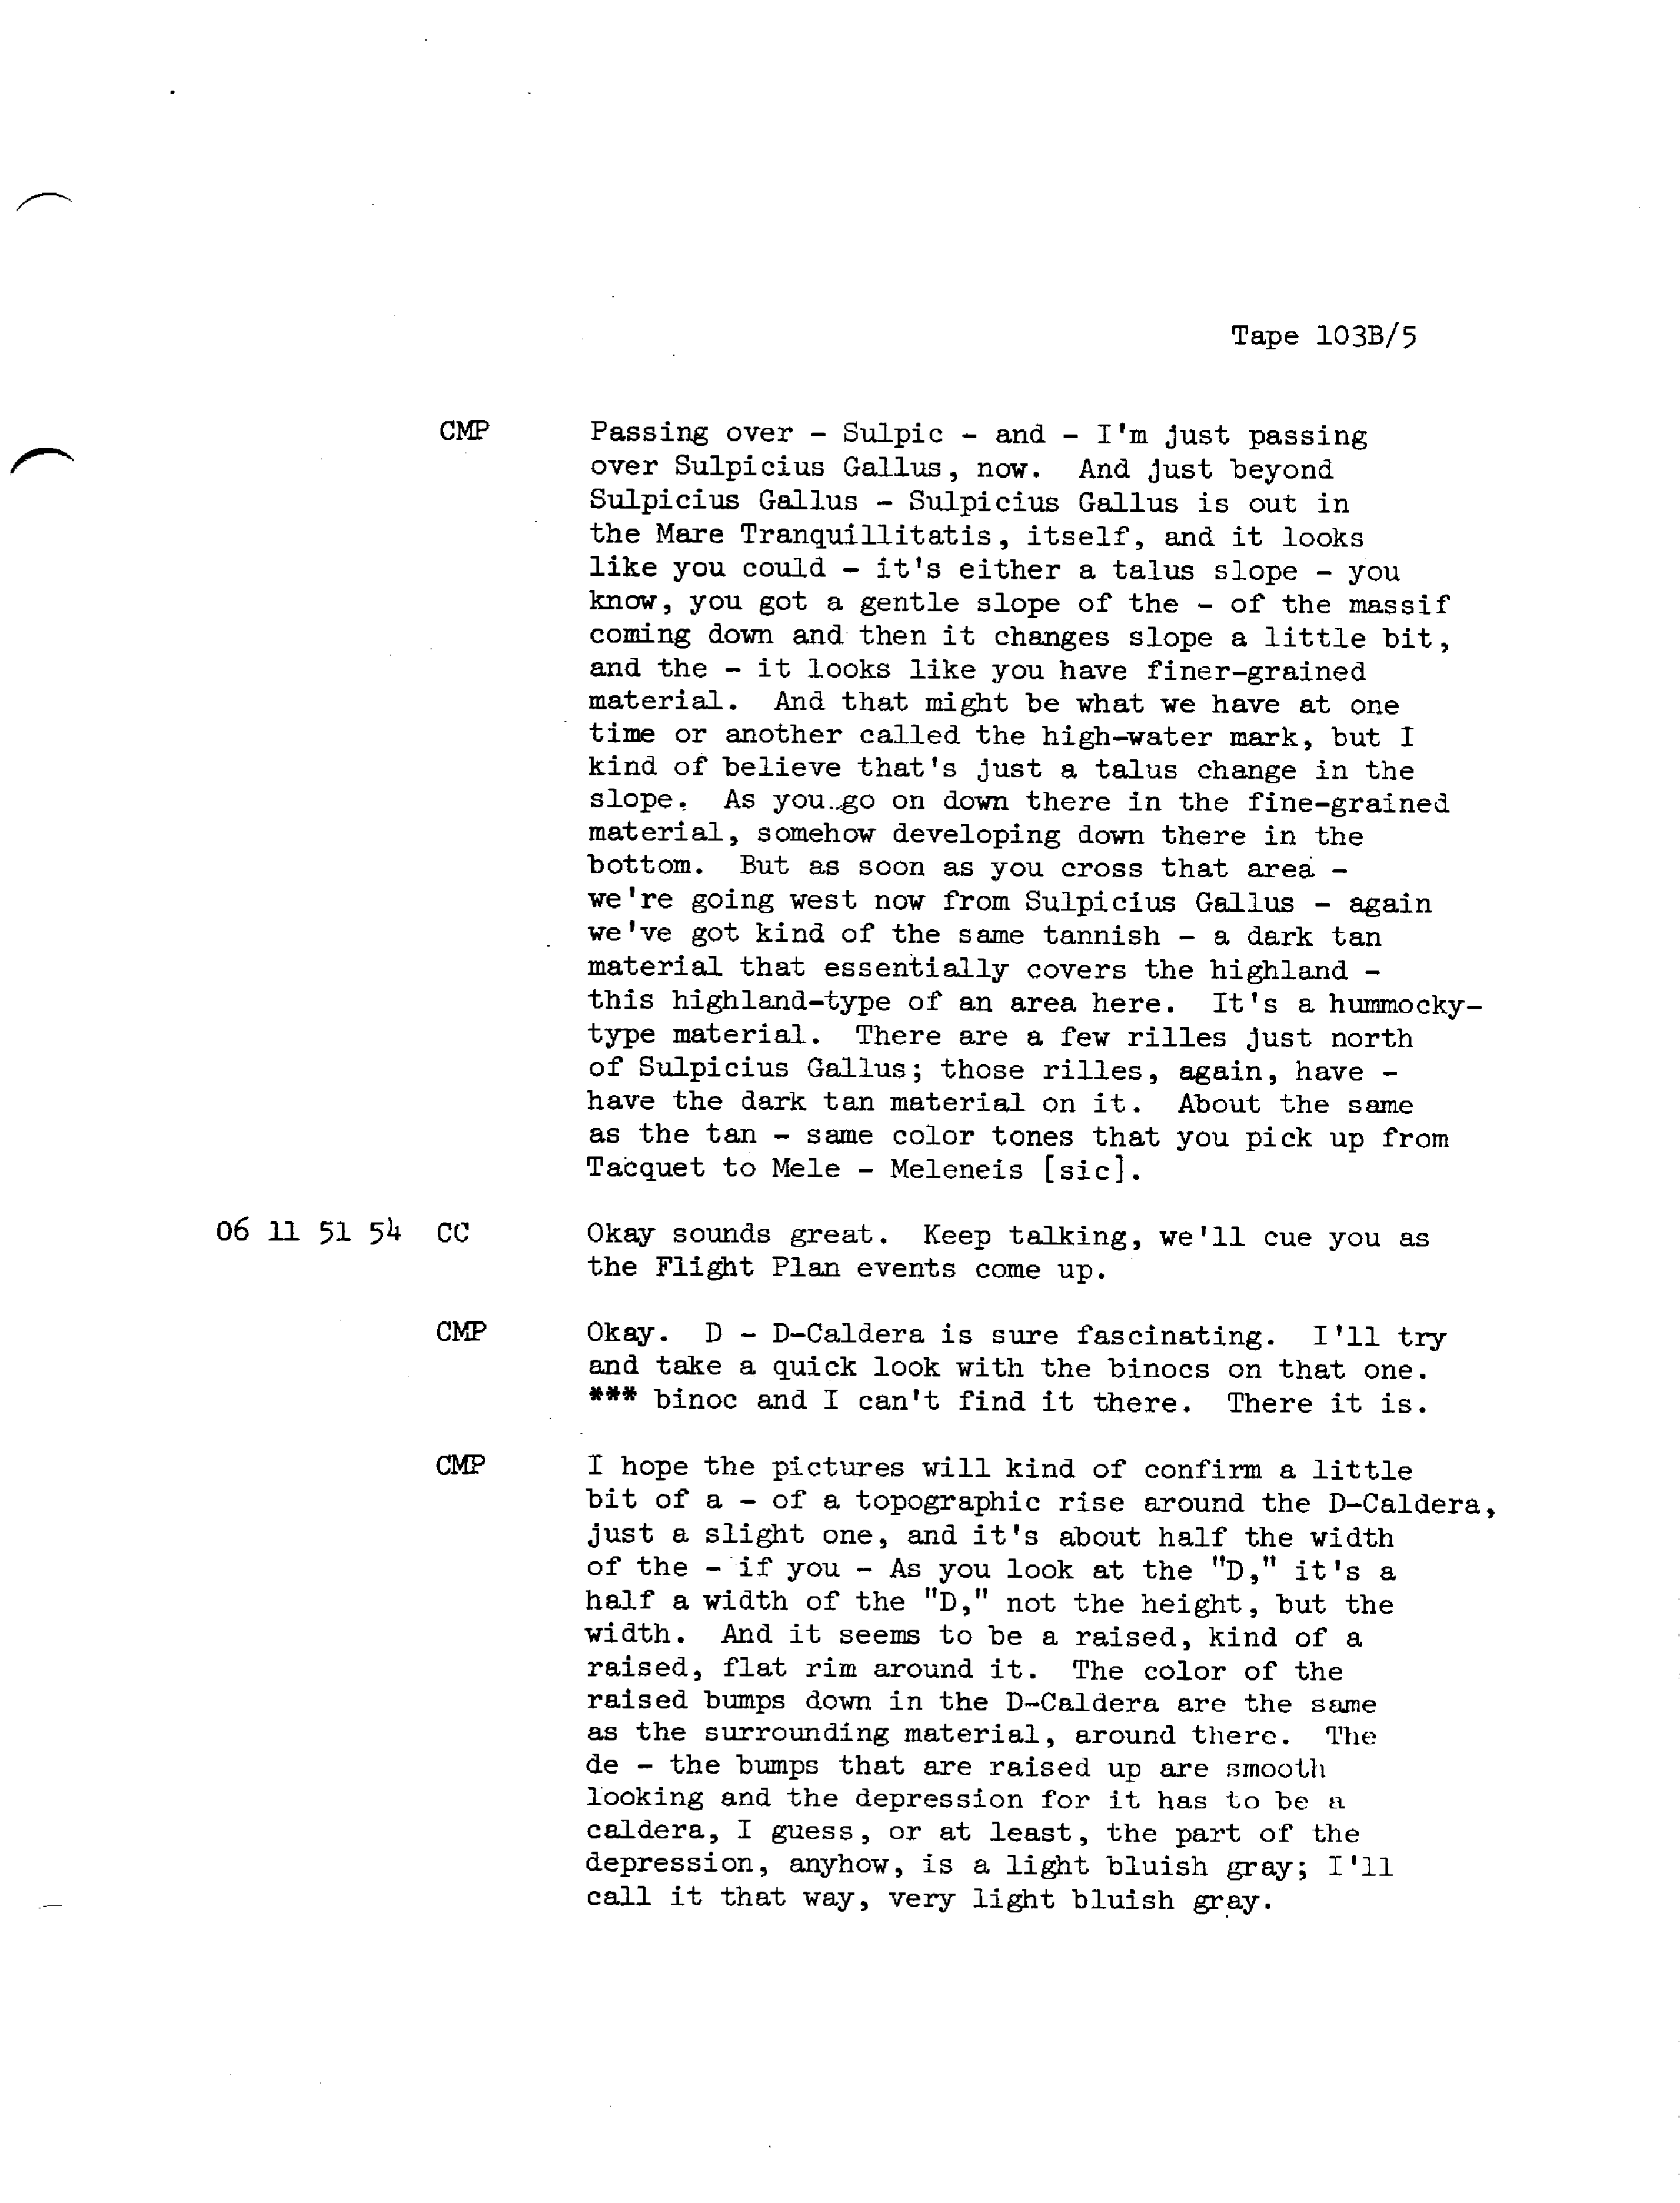 Tape 103B/5
CMP Passing over - Sulpic - and - I'm just passing
over Sulpicius Gallus, now. And just beyond
Sulpicius Gallus - Sulpicius Gallus is out in
the Mare Tranquillitatis, itself, and it looks
like you could - it's either a talus slope - you
know, you got a gentle slope of the - of the massif
coming down and then it changes slope a little bit,
and the - it looks like you have finer-grained
material. And that might be what we have at one
time or another called the high-water mark, but I
kind of believe that's just a talus change in the
slope. As you go on down there in the fine-grained
material, somehow developing down there in the
bottom. But as soon as you cross that area -
we're going west now from Sulpicius Gallus - again
we've got kind of the same tannish - a dark tan
material that essentially covers the highland -
this highland-type of an area here. It's a hummocky-
type material. There are a few rilles just north
of Sulpicius Gallus; those rilles, again, have -
have the dark tan material on it. About the same
as the tan - same color tones that you pick up from
Tacquet to Mele - Meleneis [sic].
06 11 51 54 CC Okay sounds great. Keep talking, we'll cue you as
the Flight Plan events come up.
CMP Okay. D - D-Caldera is sure fascinating. I'll try
and take a quick look with the binocs on that one.
*** binoc and I can't find it there. There it is.
CMP I hope the pictures will kind of confirm a little
bit of a - of a topographic rise around the D-Caldera,
just a slight one, and it's about half the width
of the - if you - As you look at the "D," it's a
half a width of the "D," not the height, but the
width. And it seems to be a raised, kind of a
raised, flat rim around it. The color of the
raised bumps down in the D-Caldera are the same
as the surrounding material, around there. The
de - the bumps that are raised up are smooth
looking and the depression for it has to be a
caldera, I guess, or at least, the part of the
depression, anyhow, is a light bluish gray; I'll
call it that way, very light bluish gray.